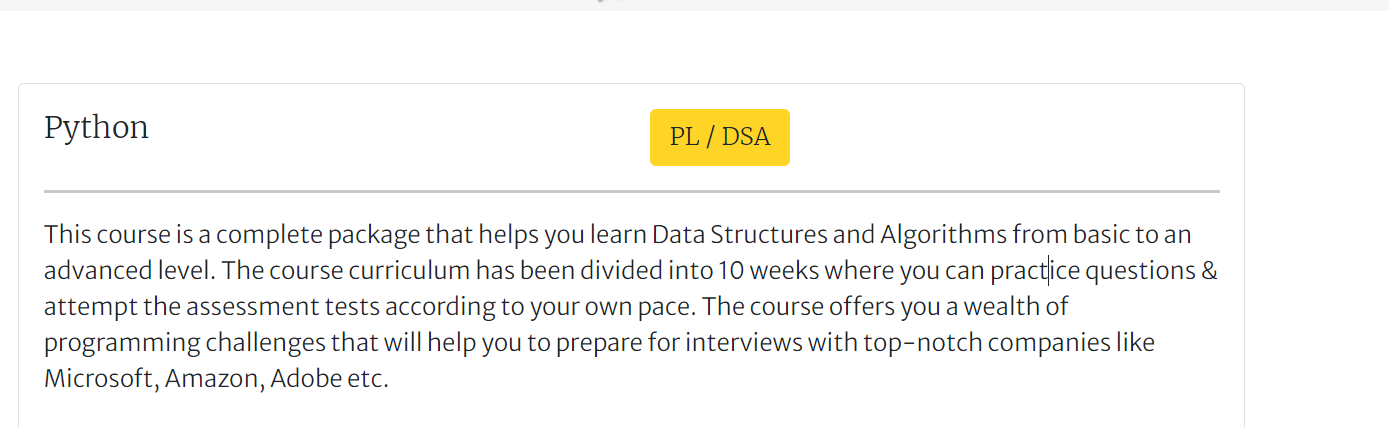 Python
PL / DSA
This course is a complete package that helps you learn Data Structures and Algorithms from basic to an
advanced level. The course curriculum has been divided into 10 weeks where you can practice questions &
attempt the assessment tests according to your own pace. The course offers you a wealth of
programming challenges that will help you to prepare for interviews with top-notch companies like
Microsoft, Amazon, Adobe etc.